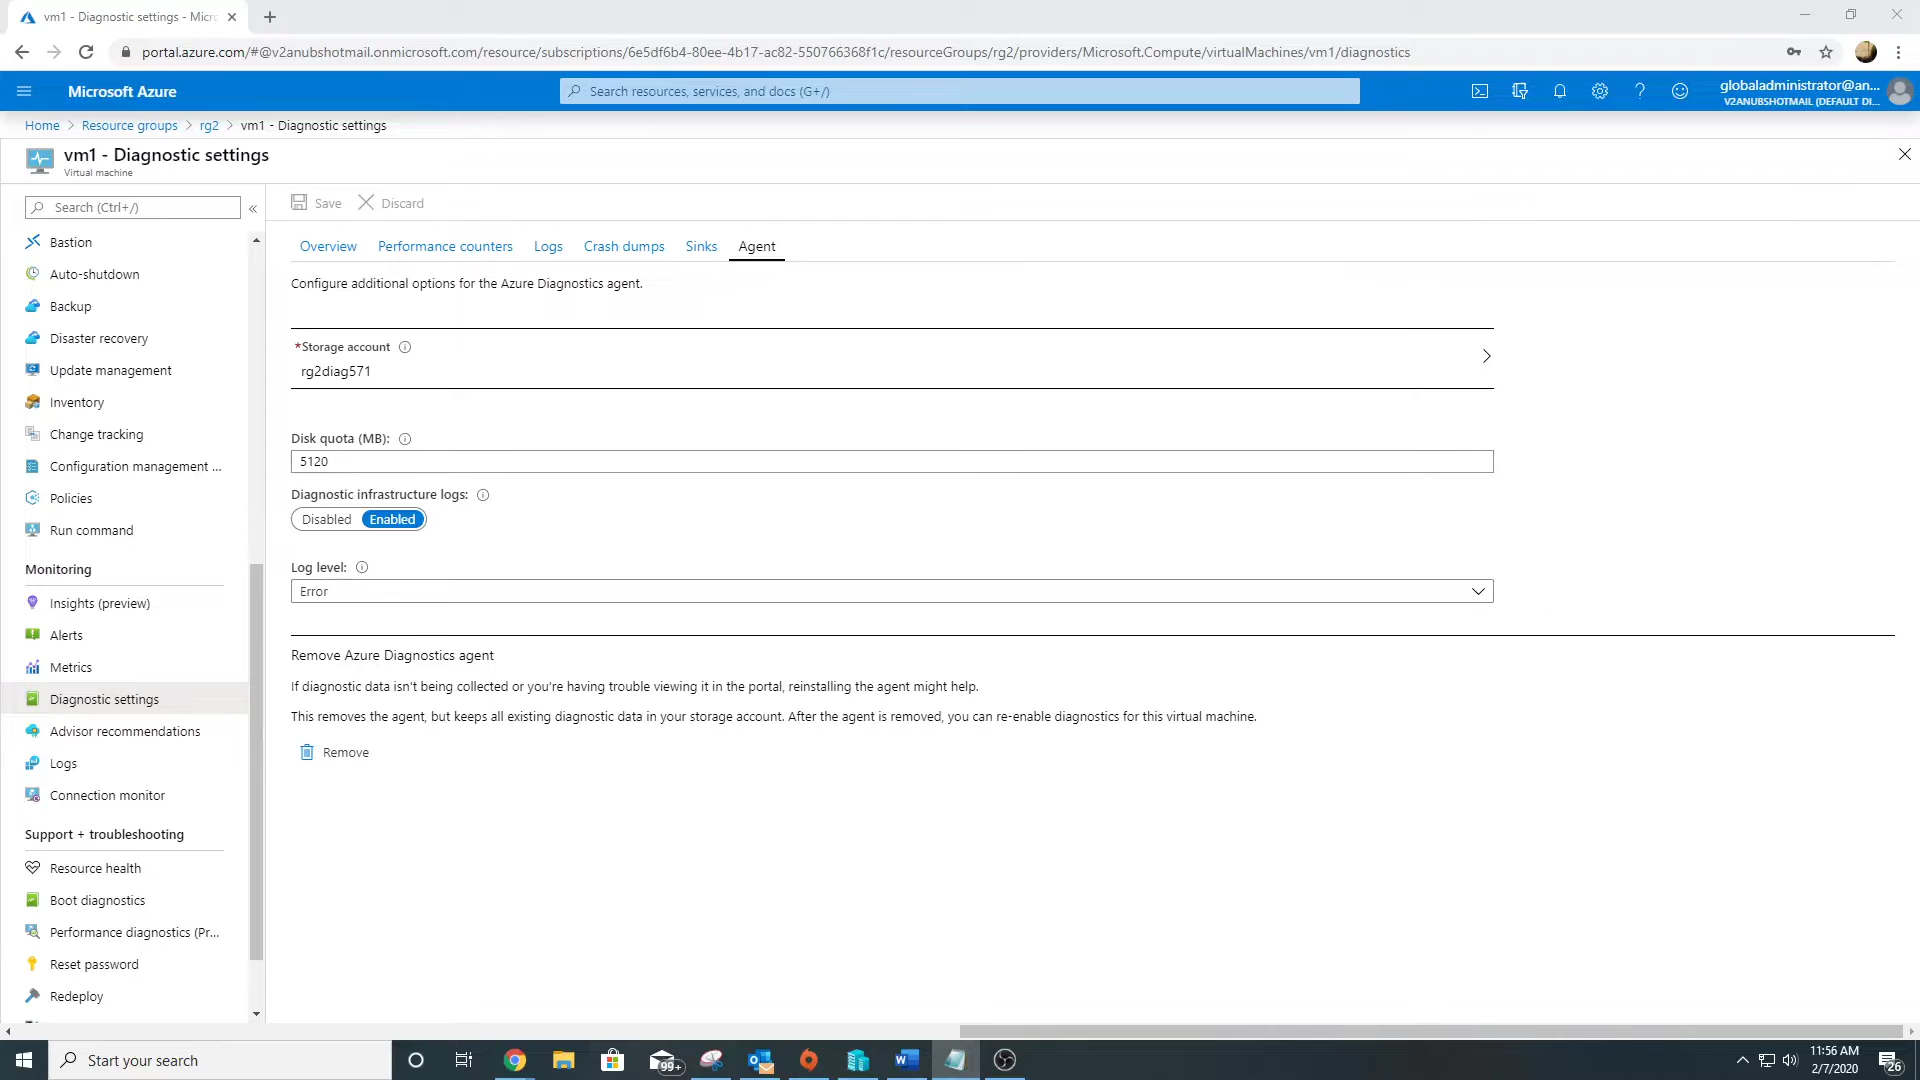 vm1 - Diagnostic settings - Micr
portal.azure.com/#@v2anubshotmail.onmicrosoft.com/resource/subscriptions/6e5df6b4-80ee-4b17-ac82-550766368f1c/resourceGroups/rg2/providers/Microsoft.Compute/virtualMachines/vm1/diagnostics
Microsoft Azure
Search resources, services, and docs (G+/)
globaladministrator@an...
V2ANUBSHOTMAIL (DEFAULT DI...
Home > Resource groups > rg2 > vm1 - Diagnostic settings
vm1 - Diagnostic settings
Virtual machine
Search (Ctrl+/)
Bastion
Auto-shutdown
Backup
Disaster recovery
Update management
Inventory
Change tracking
Configuration management ...
Policies
Run command
Monitoring
Insights (preview)
Alerts
Metrics
Diagnostic settings
Advisor recommendations
Logs
Connection monitor
Support + troubleshooting
Resource health
Boot diagnostics
Performance diagnostics (Pr...
Reset password
Redeploy
Save Discard
Overview Performance counters Logs Crash dumps Sinks Agent
Configure additional options for the Azure Diagnostics agent.
*Storage account
rg2diag571
Disk quota (MB):
5120
Diagnostic infrastructure logs:
Disabled Enabled
Log level:
Error
Remove Azure Diagnostics agent
If diagnostic data isn't being collected or you're having trouble viewing it in the portal, reinstalling the agent might help.
This removes the agent, but keeps all existing diagnostic data in your storage account. After the agent is removed, you can re-enable diagnostics for this virtual machine.
Remove
Start your search
99+
11:56 AM
2/7/2020
26